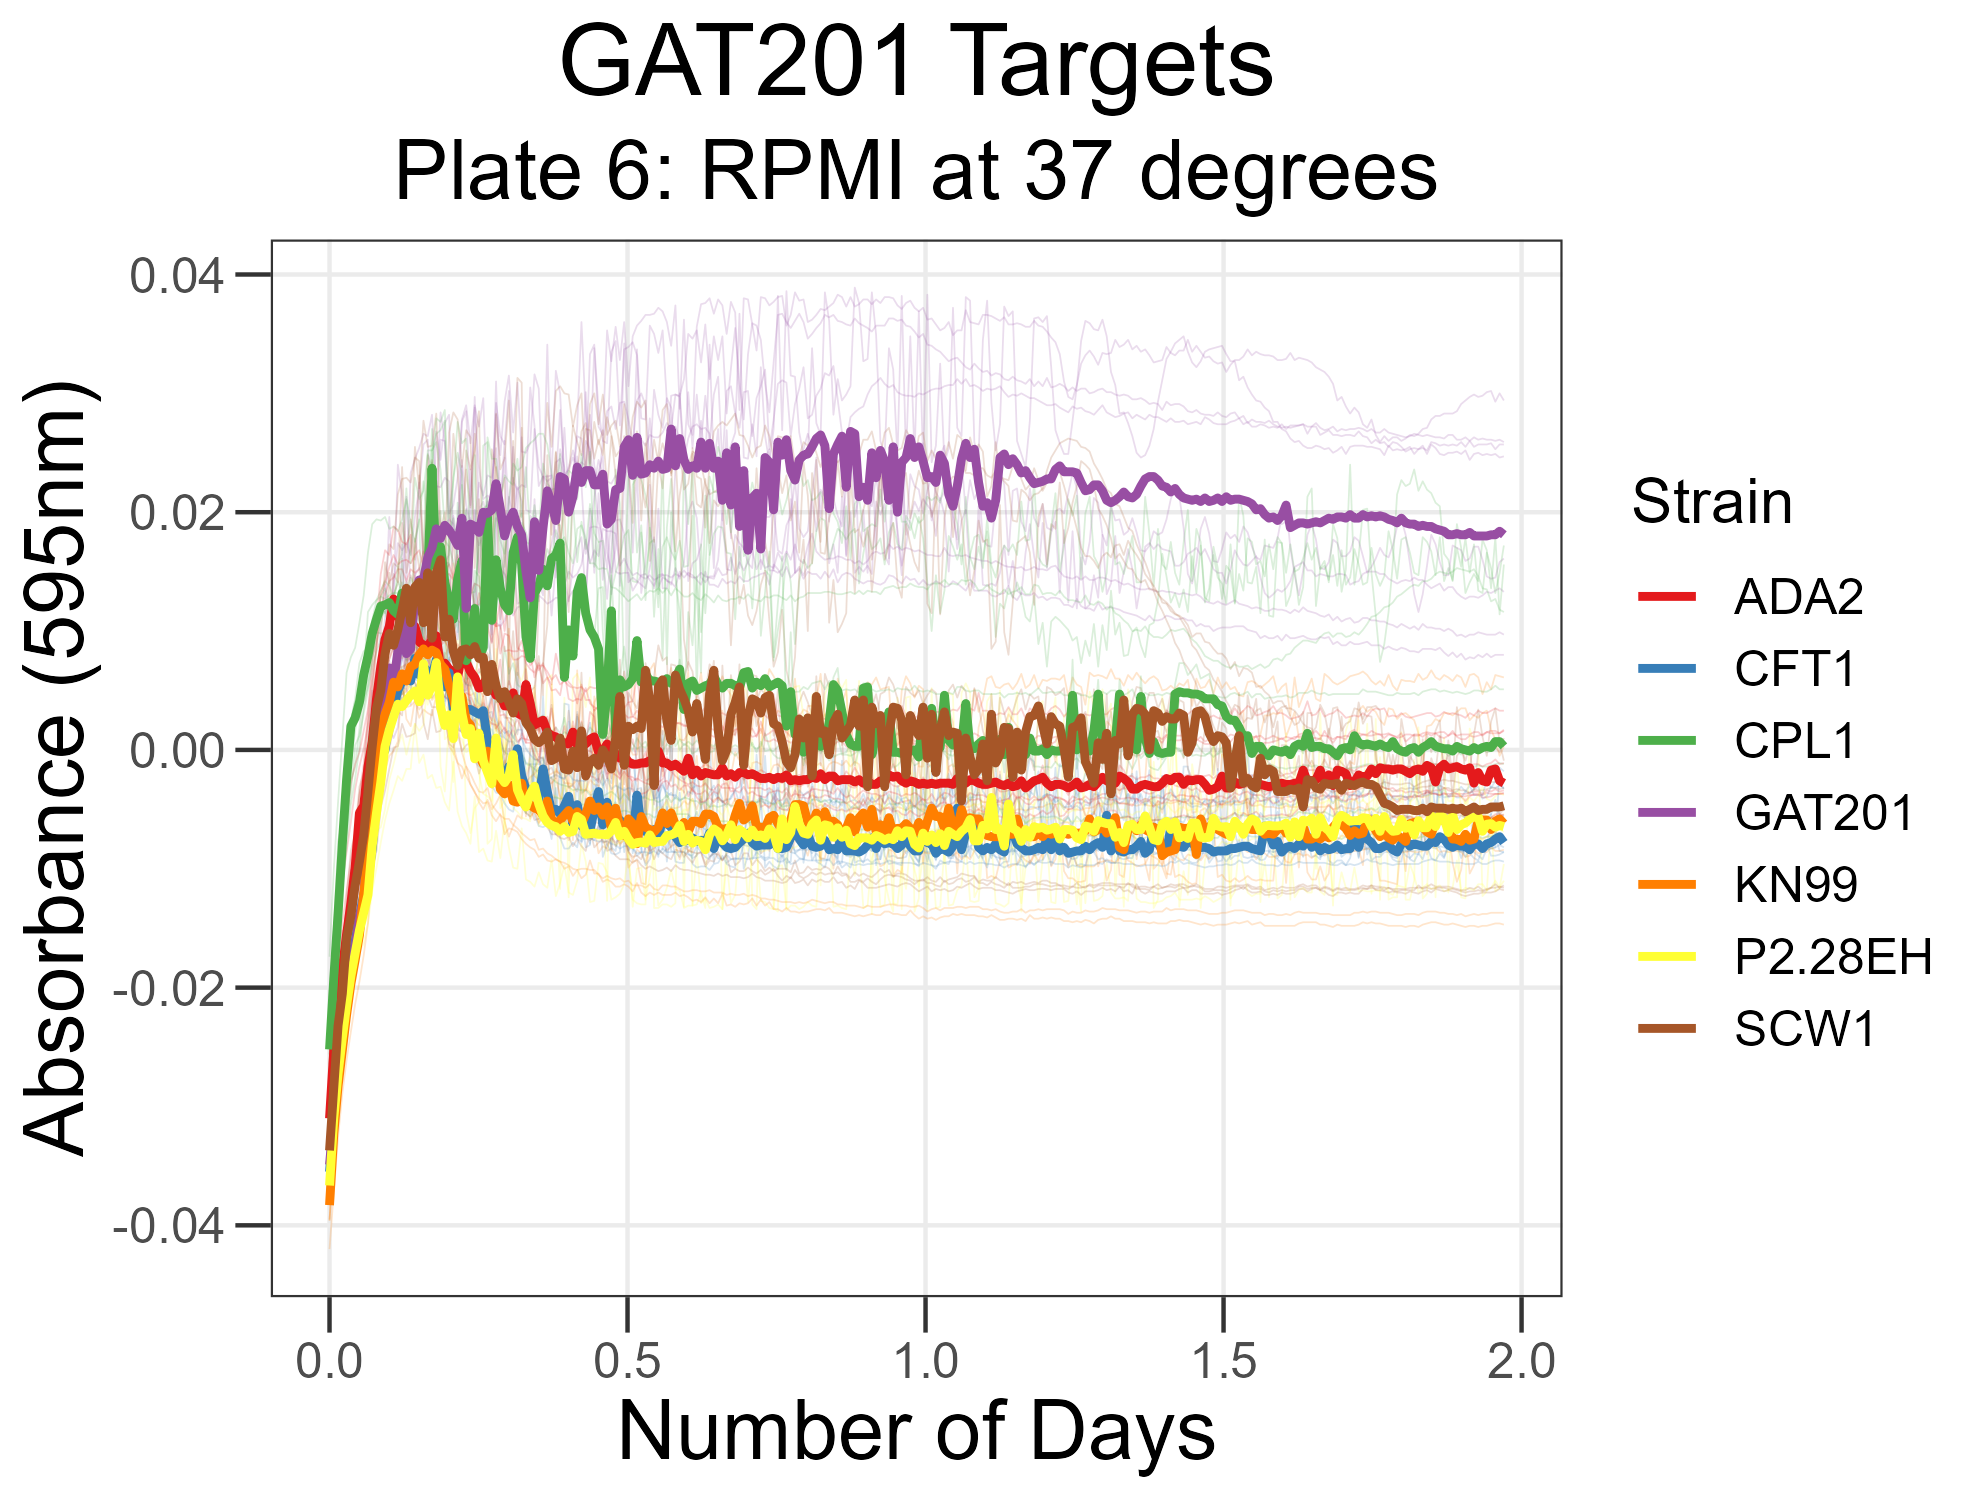 GAT201 Targets
Plate 6: RPMI at 37 degrees
Absorbance (595nm)
0.04
0.02
0.00
-0.02
-0.04
0.0
0.5
1.0
1.5
2.0
Number of Days
Strain
ADA2
CFT1
CPL1
GAT201
KN99
P2.28EH
SCW1